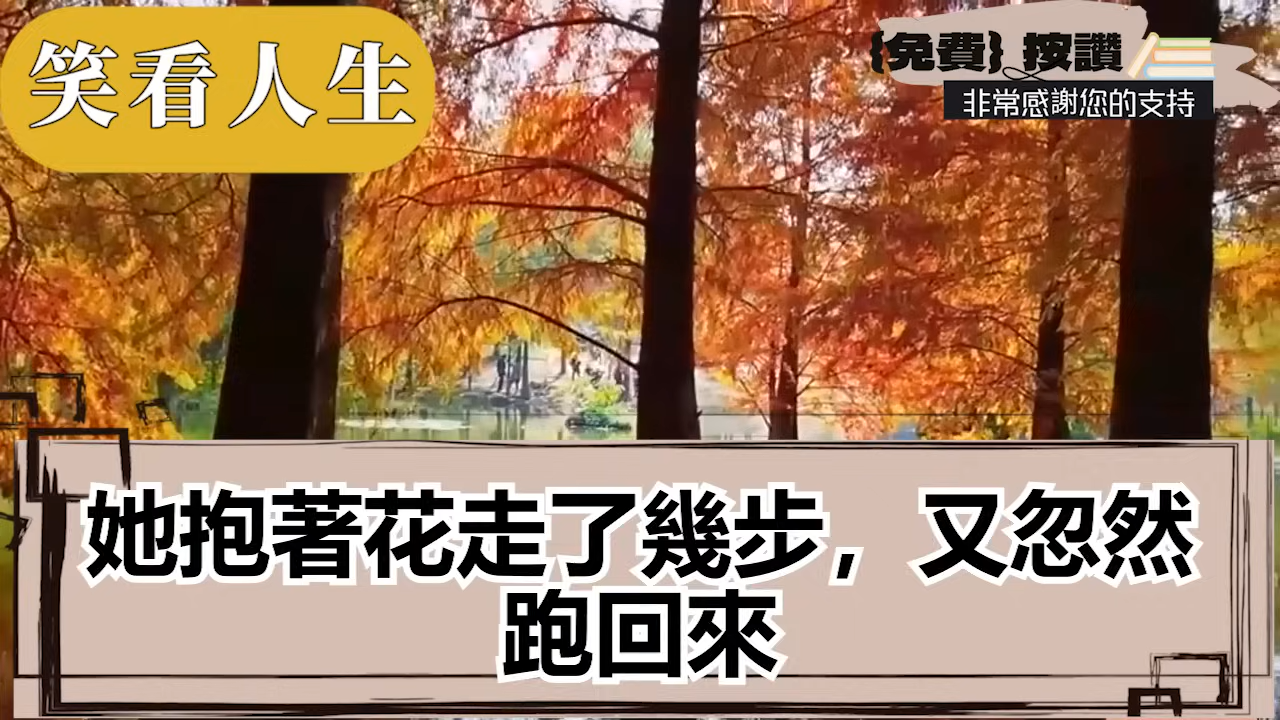 笑看人生
{免費} 按讚
非常感謝您的支持
她抱著花走了幾步，又忽然
跑回來